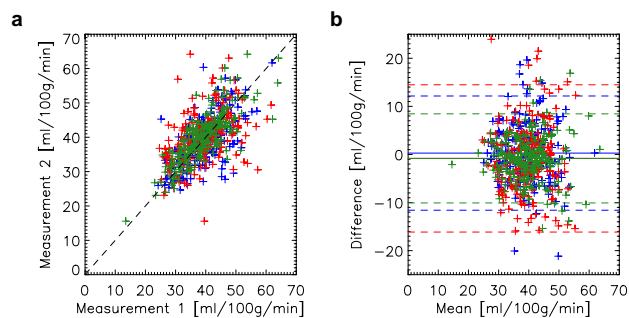 a
70
60
50
40
30
20
10
0
Measurement 2 [ml/100g/min]
0 10 20 30 40 50 60 70
Measurement 1 [ml/100g/min]
b
20
10
0
−10
−20
Difference [ml/100g/min]
0 10 20 30 40 50 60 70
Mean [ml/100g/min]